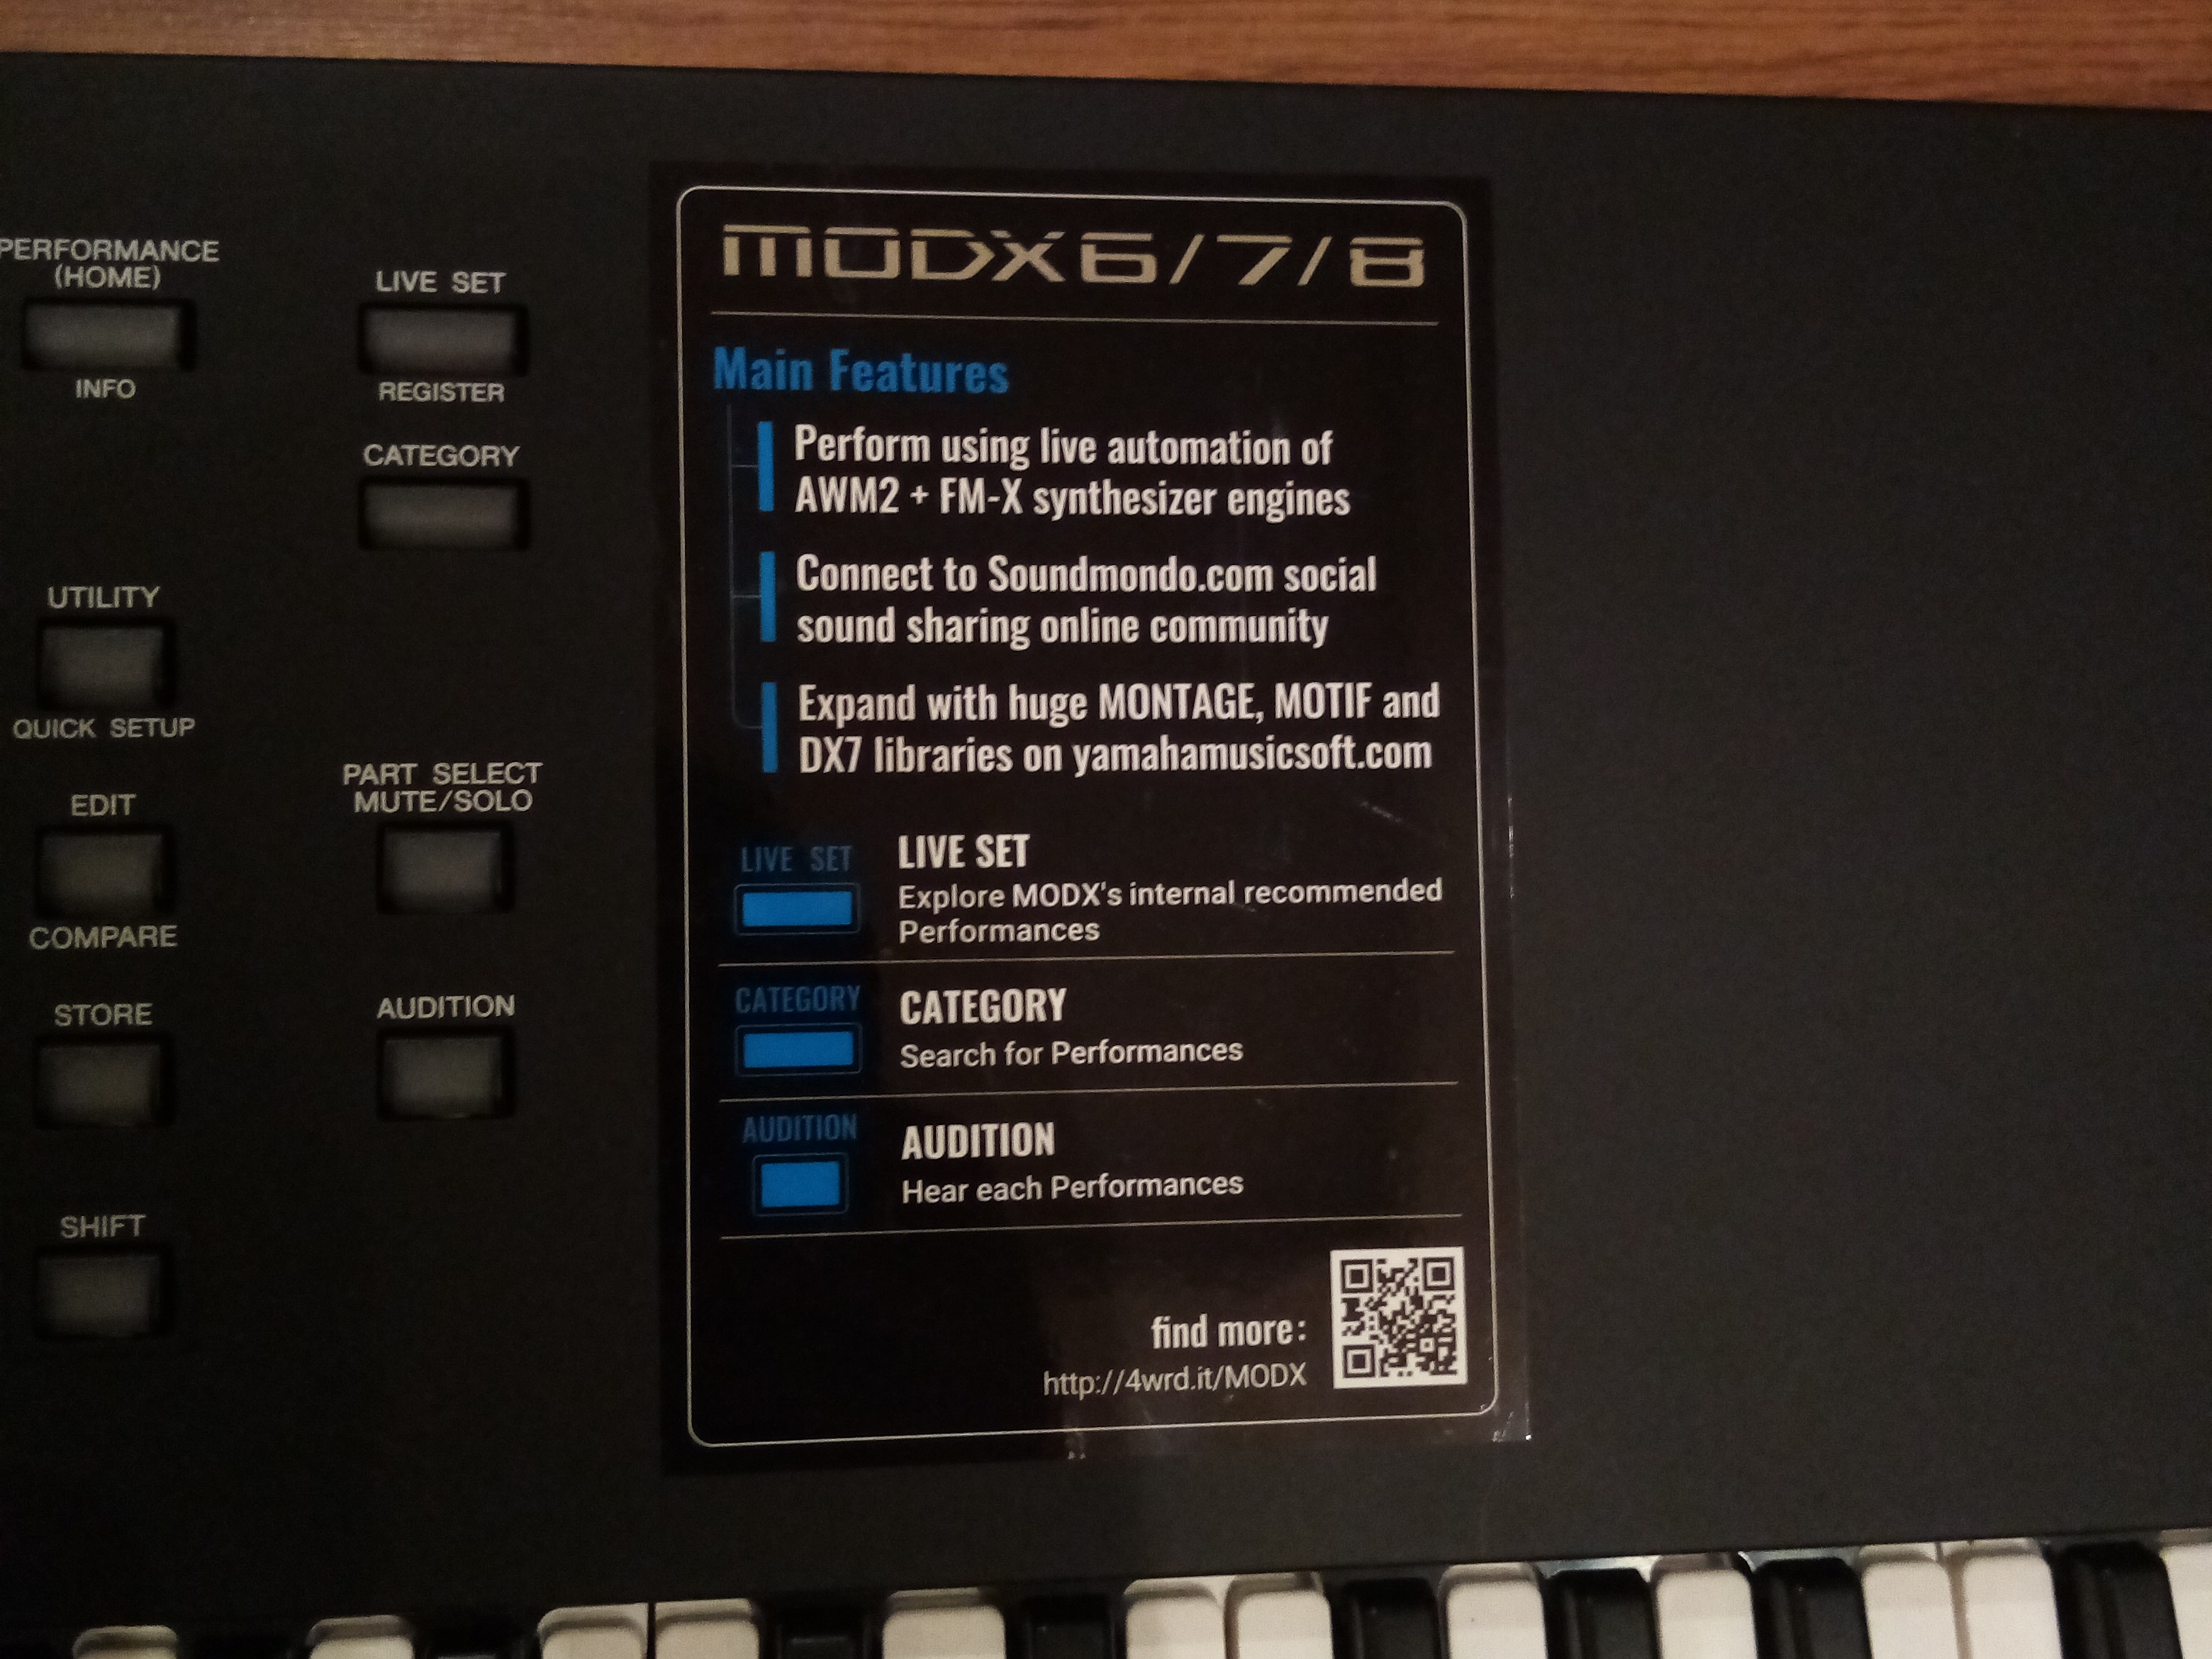 PERFORMANCE
(HOME)
INFO
LIVE SET
REGISTER
CATEGORY
UTILITY
QUICK SETUP
EDIT
COMPARE
PART SELECT
MUTE/SOLO
STORE
AUDITION
SHIFT
MODX6/7/8
Main Features
Perform using live automation of
AWM2 + FM-X synthesizer engines
Connect to Soundmondo.com social
sound sharing online community
Expand with huge MONTAGE, MOTIF and
DX7 libraries on yamahamusicsoft.com
LIVE SET
LIVE SET
Explore MODX's internal recommended
Performances
CATEGORY
CATEGORY
Search for Performances
AUDITION
AUDITION
Hear each Performances
find more:
http://4wrd.it/MODX